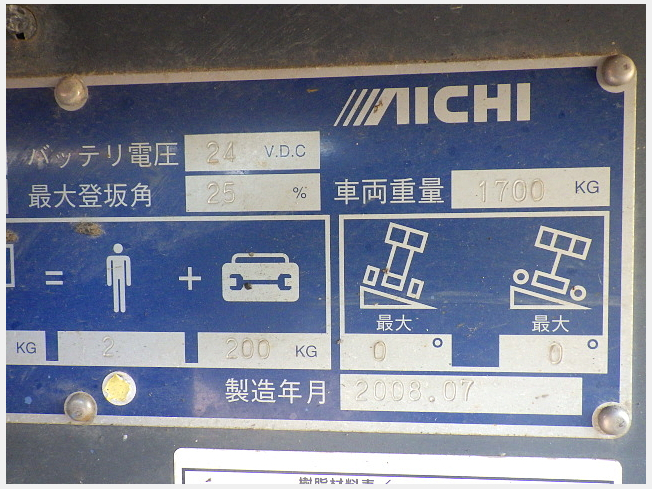 AICHI
バッテリ電圧 24 V.D.C
最大登坂角 25 %
車両重量 1700 KG
= +
最大 最大
KG 2 200 KG
0 ° 0 °
製造年月 2008.07